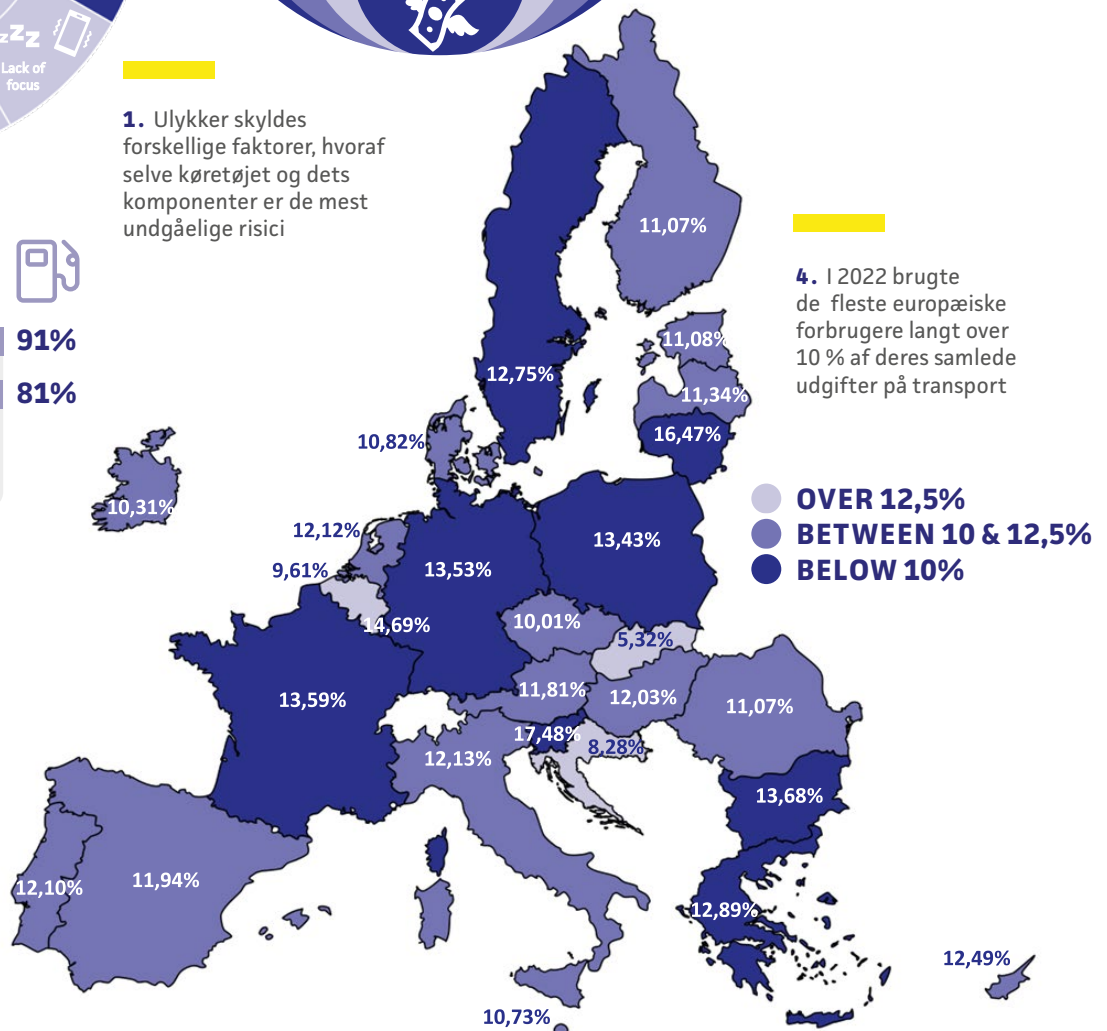 zzz
Lack of
focus
1. Ulykker skyldes
forskellige faktorer, hvoraf
selve køretøjet og dets
komponenter er de mest
undgåelige risici
91%
81%
4. I 2022 brugte
de fleste europæiske
forbrugere langt over
10 % af deres samlede
udgifter på transport
OVER 12,5%
BETWEEN 10 & 12,5%
BELOW 10%
11,07%
11,08%
12,75%
11,34%
16,47%
10,82%
10,31%
12,12%
13,43%
9,61%
13,53%
14,69%
10,01%
5,32%
11,81%
12,03%
13,59%
11,07%
17,48%
8,28%
12,13%
13,68%
12,10%
11,94%
12,89%
12,49%
10,73%